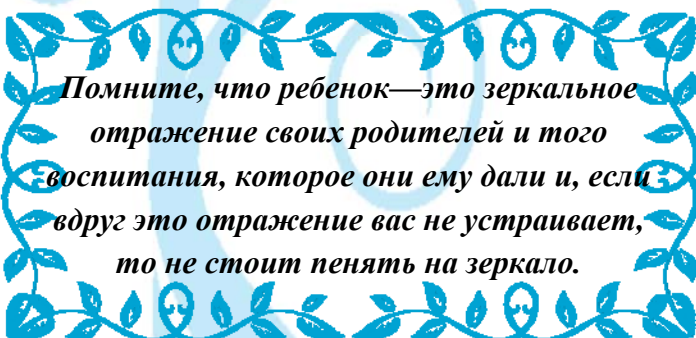 Помните, что ребенок—это зеркальное
отражение своих родителей и того
воспитания, которое они ему дали и, если
вдруг это отражение вас не устраивает,
то не стоит пенять на зеркало.